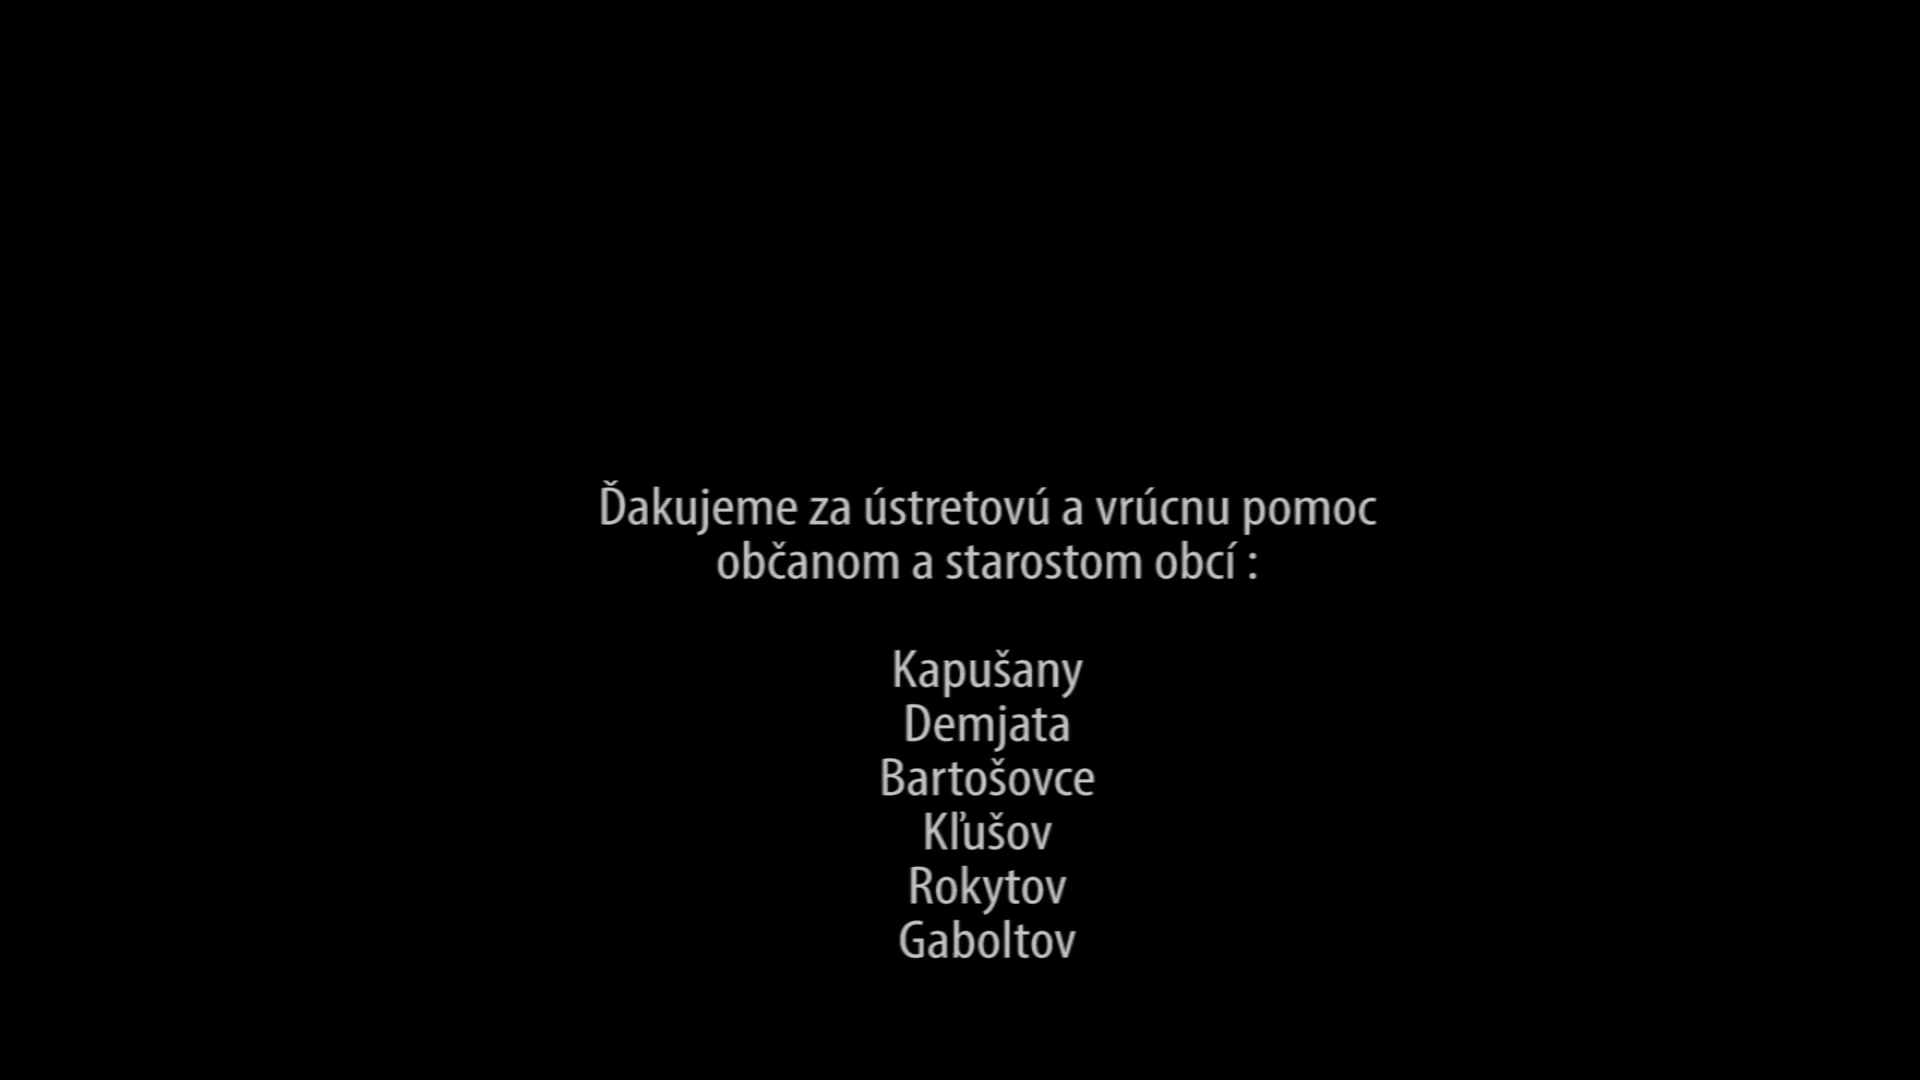 Ďakujeme za ústretovú a vrúcnu pomoc
občanom a starostom obcí :
Kapušany
Demjata
Bartošovce
Kľušov
Rokytov
Gaboltov